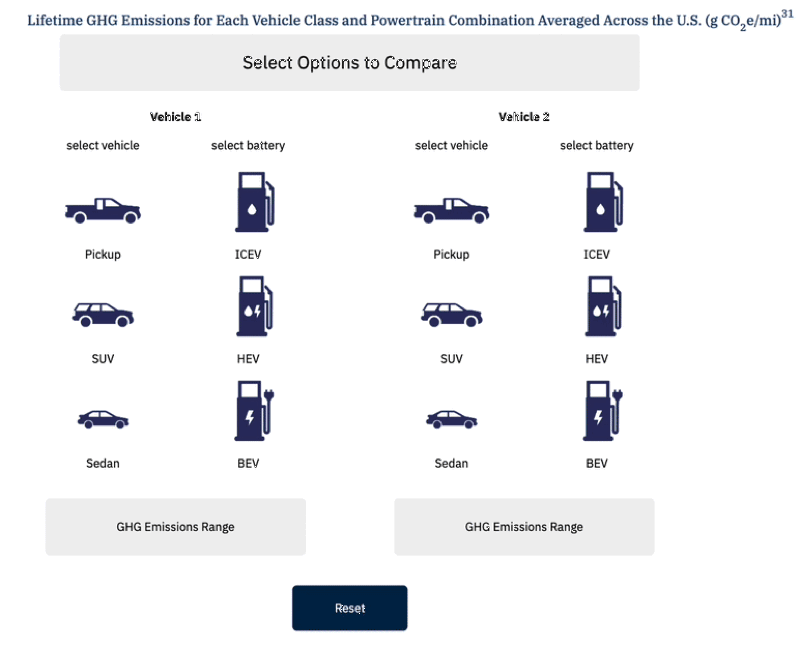 Lifetime GHG Emissions for Each Vehicle Class and Powertrain Combination Averaged Across the U.S. (g CO₂e/mi)³¹
Select Options to Compare
Vehicle 1 Vehicle 2
select vehicle select battery select vehicle select battery
Pickup ICEV Pickup ICEV
SUV HEV SUV HEV
Sedan BEV Sedan BEV
GHG Emissions Range GHG Emissions Range
Reset